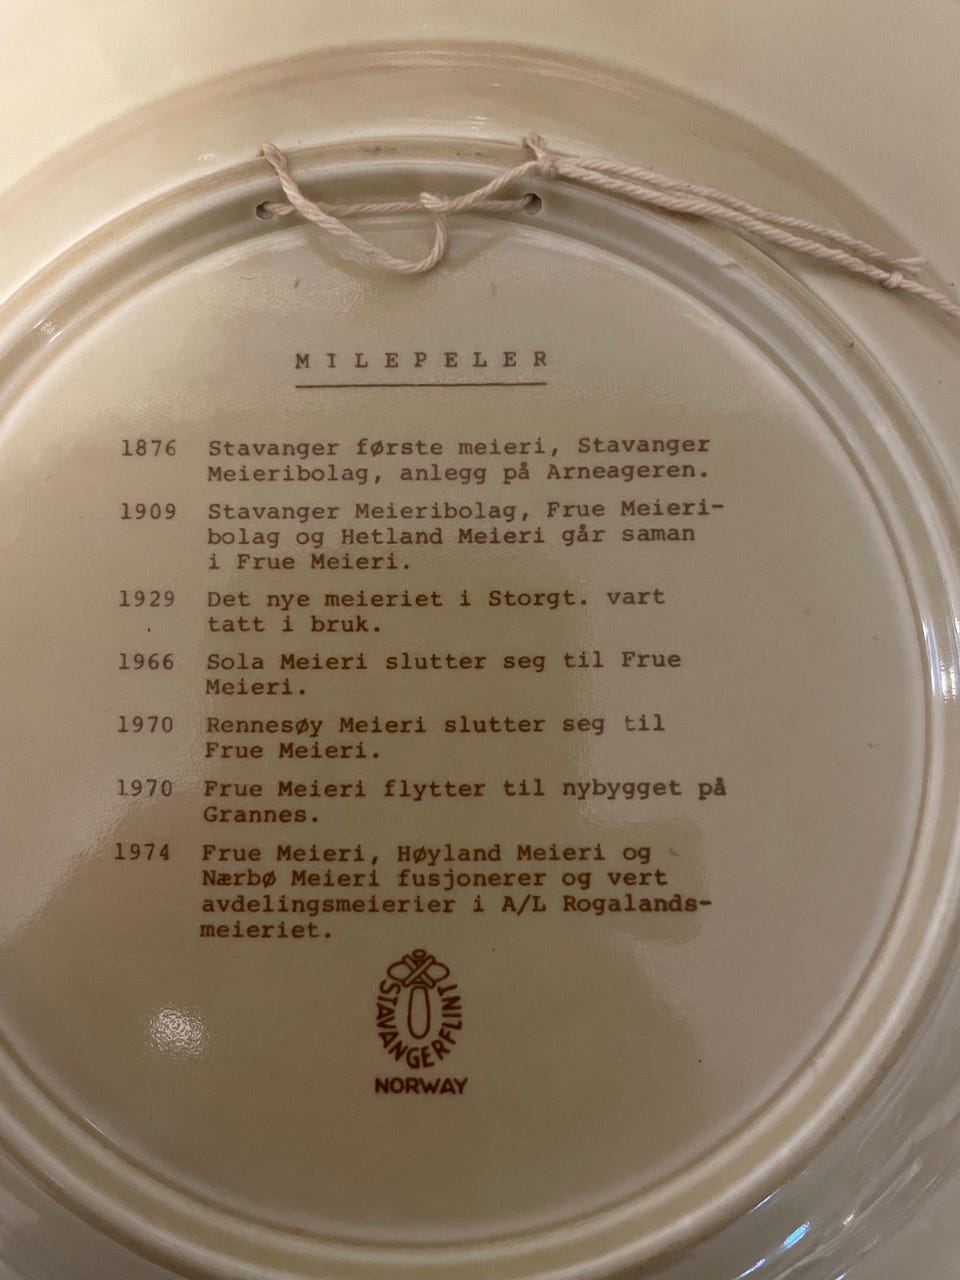 MILEPELER
1876 Stavanger første meieri, Stavanger
Meieribolag, anlegg på Arneageren.
1909 Stavanger Meieribolag, Frue Meieri-
bolag og Hetland Meieri går saman
i Frue Meieri.
1929 Det nye meieriet i Storgt. vart
tatt i bruk.
1966 Sola Meieri slutter seg til Frue
Meieri.
1970 Rennesøy Meieri slutter seg til
Frue Meieri.
1970 Frue Meieri flytter til nybygget på
Grannes.
1974 Frue Meieri, Høyland Meieri og
Nærbø Meieri fusjonerer og vert
avdelingsmeierier i A/L Rogalands-
meieriet.
STAVANGERFLINT
NORWAY